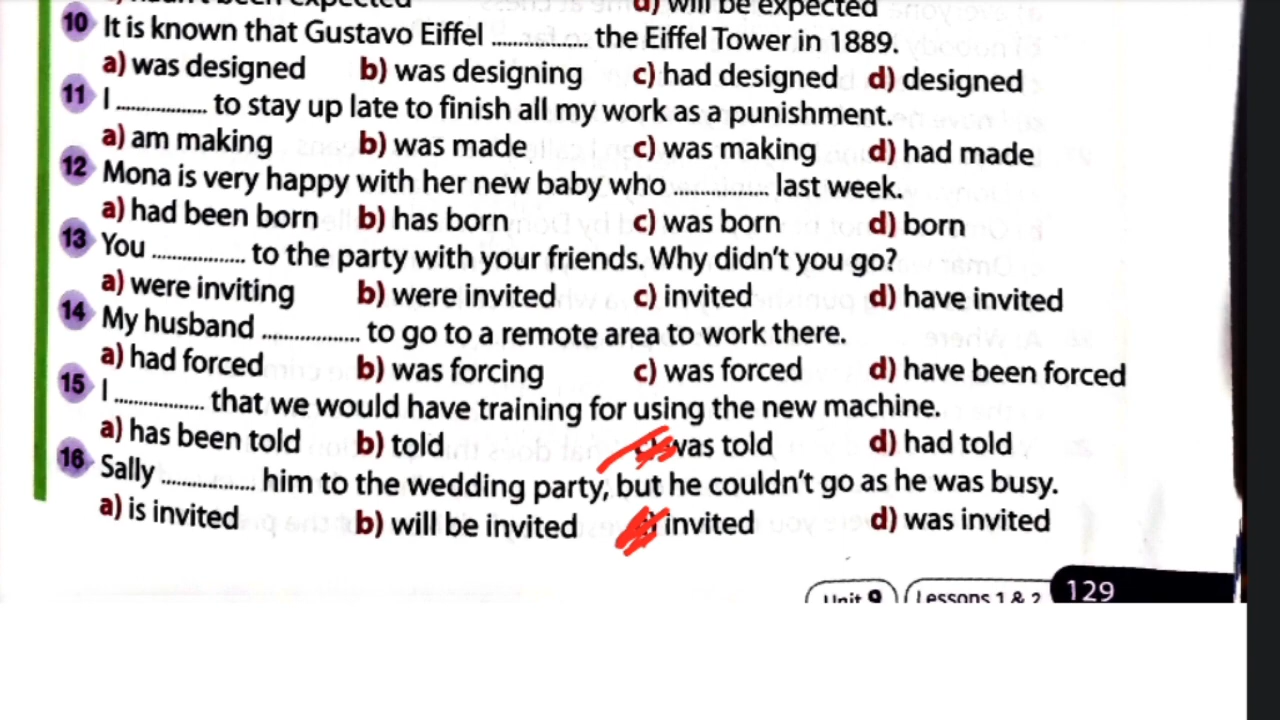 d) will be expected
10 It is known that Gustavo Eiffel .................. the Eiffel Tower in 1889.
a) was designed b) was designing c) had designed d) designed
11 I ................. to stay up late to finish all my work as a punishment.
a) am making b) was made c) was making d) had made
12 Mona is very happy with her new baby who .................. last week.
a) had been born b) has born c) was born d) born
13 You ................. to the party with your friends. Why didn't you go?
a) were inviting b) were invited c) invited d) have invited
14 My husband .................. to go to a remote area to work there.
a) had forced b) was forcing c) was forced d) have been forced
15 I ................. that we would have training for using the new machine.
a) has been told b) told was told d) had told
16 Sally .................. him to the wedding party, but he couldn't go as he was busy.
a) is invited b) will be invited invited d) was invited
Unit 9 Lessons 1 & 2 129